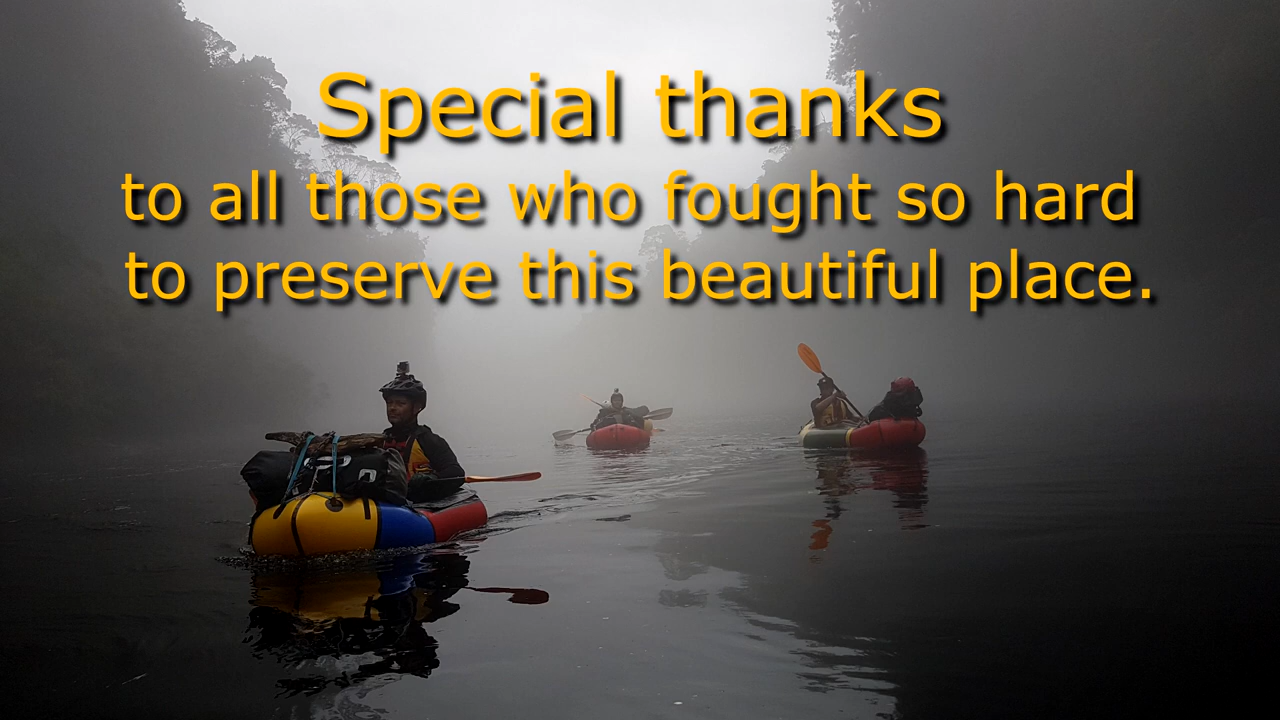 Special thanks
to all those who fought so hard
to preserve this beautiful place.